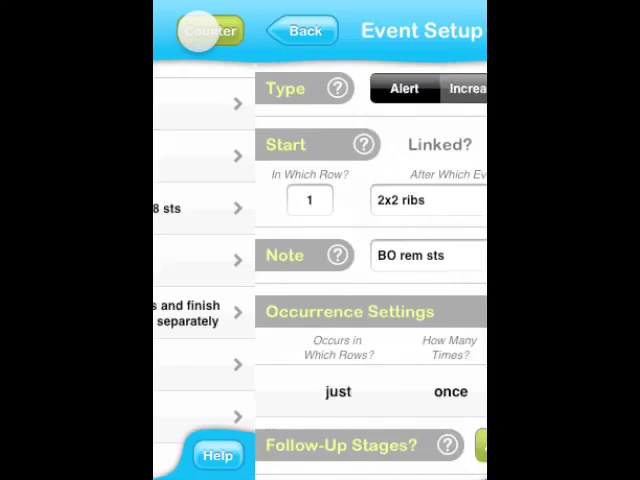 Counter
Back
Event Setup
Type ?
Alert
Increa
Start ?
Linked?
In Which Row?
After Which Ev
1
2x2 ribs
8 sts
Note ?
BO rem sts
s and finish
separately
Occurrence Settings
Occurs in
Which Rows?
How Many
Times?
just
once
Follow-Up Stages? ?
Help